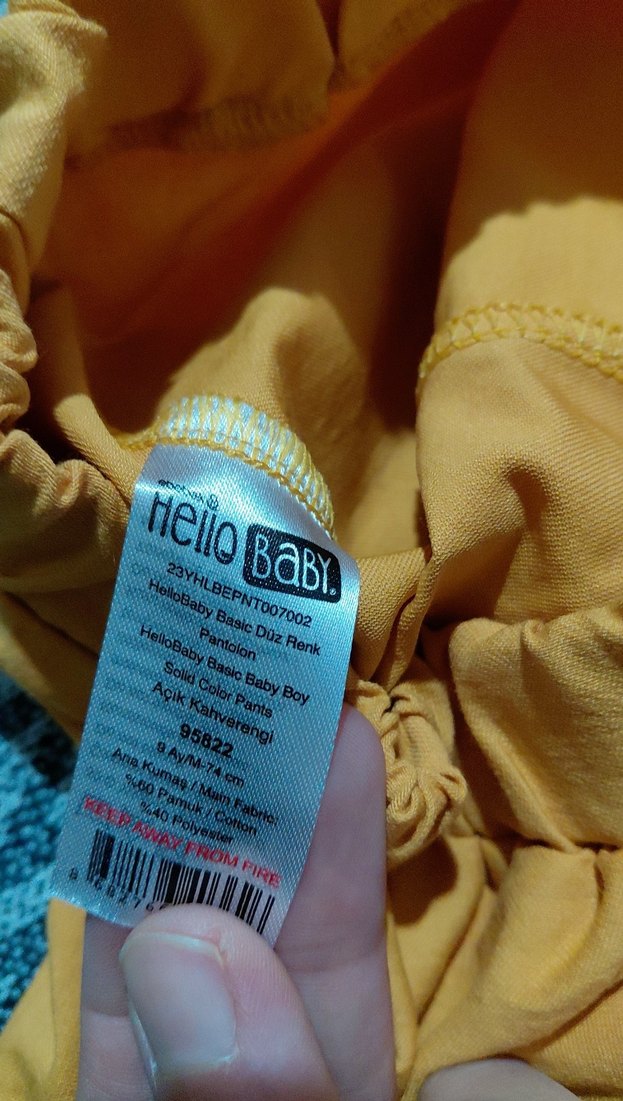 ebebek
Hello BABY
23YHLBEPNT007002
HelloBaby Basic Düz Renk
Pantolon
HelloBaby Basic Baby Boy
Solid Color Pants
Açık Kahverengi
95822
9 Ay/M-74 cm
Ana Kumaş / Main Fabric:
%60 Pamuk / Cotton
%40 Polyester
KEEP AWAY FROM FIRE